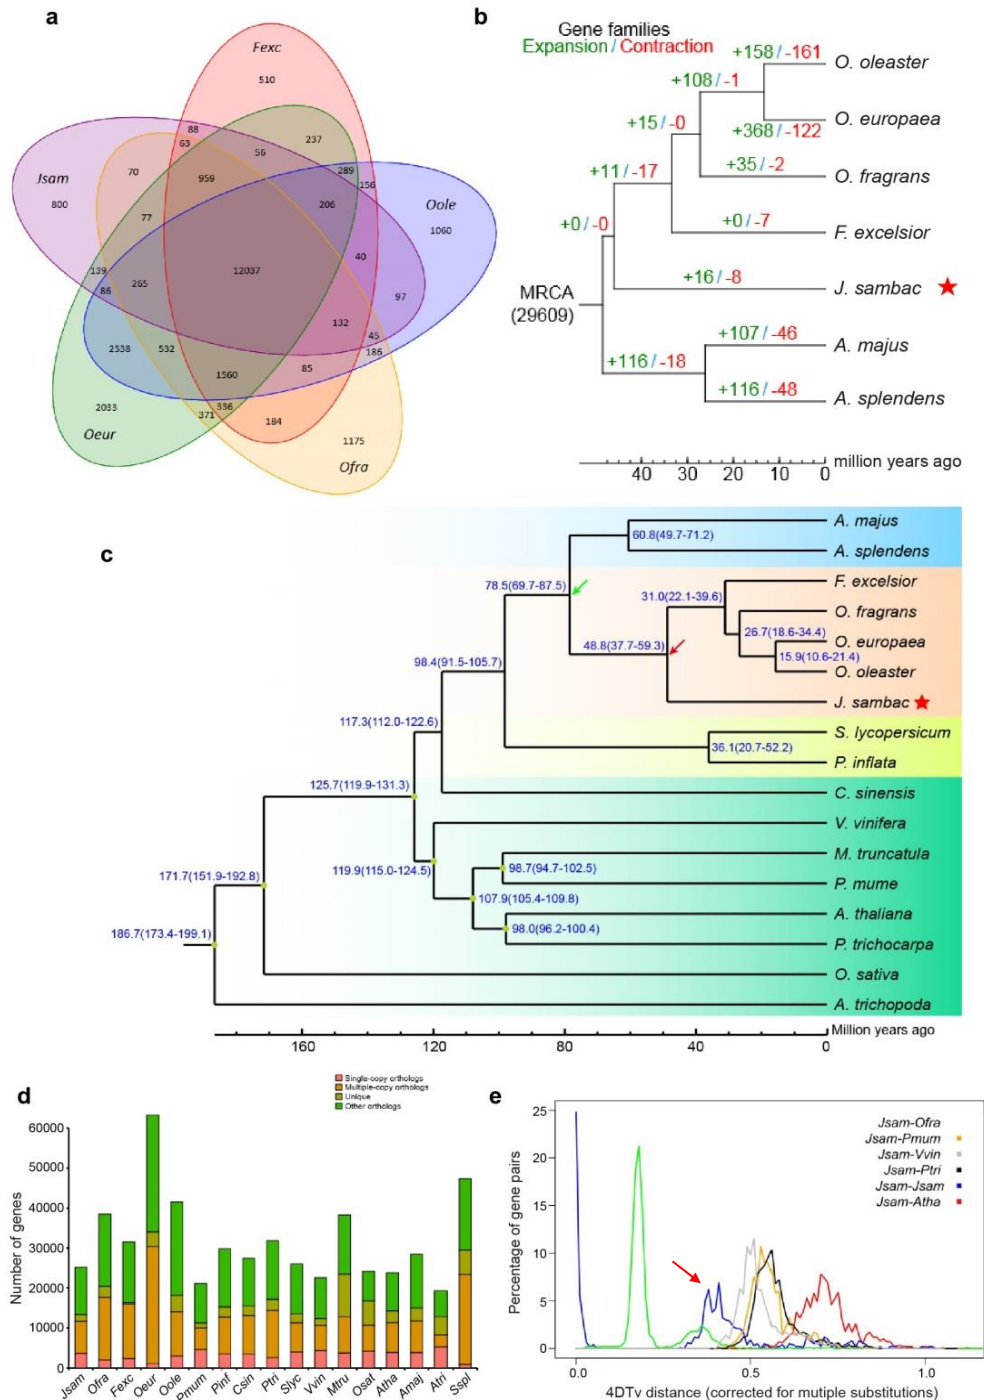 a
Fexc
510
88
63
56
237
289
156
Jsam
800
70
959
206
Oole
1060
77
40
12037
139
86
265
97
132
45
186
2538
532
85
1560
2033
336
371
184
Oeur
1175
Ofra
b
Gene families
Expansion / Contraction
+158 / -161
O. oleaster
+108 / -1
+15 / -0
O. europaea
+368 / -122
+11 / -17
+35 / -2
O. fragrans
+0 / -0
+0 / -7
F. excelsior
+16 / -8
J. sambac
MRCA
(29609)
+107 / -46
A. majus
+116 / -18
+116 / -48
A. splendens
40 30 20 10 0
million years ago
c
A. majus
60.8(49.7-71.2)
A. splendens
78.5(69.7-87.5)
F. excelsior
31.0(22.1-39.6)
O. fragrans
26.7(18.6-34.4)
O. europaea
48.8(37.7-59.3)
15.9(10.6-21.4)
O. oleaster
98.4(91.5-105.7)
J. sambac
117.3(112.0-122.6)
S. lycopersicum
36.1(20.7-52.2)
P. inflata
125.7(119.9-131.3)
C. sinensis
V. vinifera
119.9(115.0-124.5)
M. truncatula
98.7(94.7-102.5)
P. mume
171.7(151.9-192.8)
107.9(105.4-109.8)
A. thaliana
98.0(96.2-100.4)
186.7(173.4-199.1)
P. trichocarpa
O. sativa
A. trichopoda
Million years ago
160 120 80 40 0
d
Single-copy orthologs
Multiple-copy orthologs
Unique
Other orthologs
Number of genes
60000
50000
40000
30000
20000
10000
0
Jsam Ofra Fexc Oeur Oole Pmum Pinf Csin Ptri Slyc Vvin Mtru Osat Atha Amaj Atri Sspl
e
Percentage of gene pairs
25
20
15
10
5
0
Jsam-Ofra
Jsam-Pmum
Jsam-Vvin
Jsam-Ptri
Jsam-Jsam
Jsam-Atha
0.0 0.5 1.0
4DTv distance (corrected for mutiple substitutions)